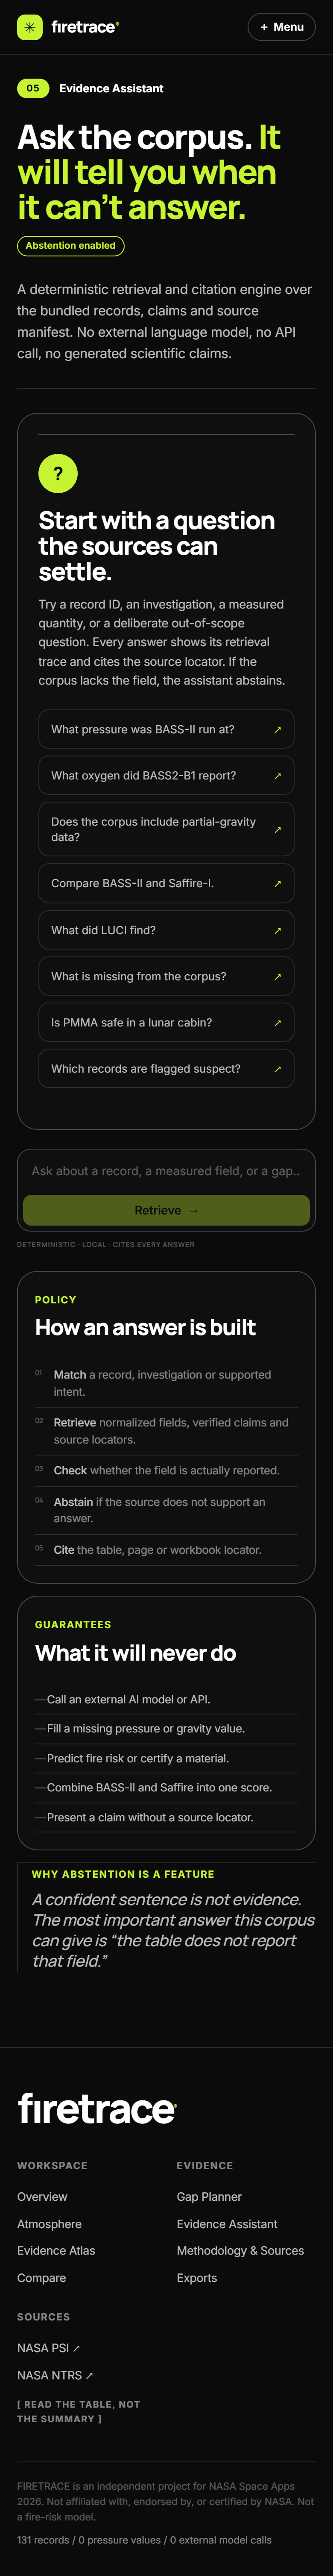 firetrace
+ Menu
05 Evidence Assistant
Ask the corpus. It
will tell you when
it can't answer.
Abstention enabled
A deterministic retrieval and citation engine over
the bundled records, claims and source
manifest. No external language model, no API
call, no generated scientific claims.
?
Start with a question
the sources can
settle.
Try a record ID, an investigation, a measured
quantity, or a deliberate out-of-scope
question. Every answer shows its retrieval
trace and cites the source locator. If the
corpus lacks the field, the assistant abstains.
What pressure was BASS-II run at? ↗
What oxygen did BASS2-B1 report? ↗
Does the corpus include partial-gravity
data? ↗
Compare BASS-II and Saffire-I. ↗
What did LUCI find? ↗
What is missing from the corpus? ↗
Is PMMA safe in a lunar cabin? ↗
Which records are flagged suspect? ↗
Ask about a record, a measured field, or a gap...
Retrieve →
DETERMINISTIC · LOCAL · CITES EVERY ANSWER
POLICY
How an answer is built
01 Match a record, investigation or supported
intent.
02 Retrieve normalized fields, verified claims and
source locators.
03 Check whether the field is actually reported.
04 Abstain if the source does not support an
answer.
05 Cite the table, page or workbook locator.
GUARANTEES
What it will never do
—Call an external AI model or API.
—Fill a missing pressure or gravity value.
—Predict fire risk or certify a material.
—Combine BASS-II and Saffire into one score.
—Present a claim without a source locator.
WHY ABSTENTION IS A FEATURE
A confident sentence is not evidence.
The most important answer this corpus
can give is “the table does not report
that field.”
firetrace
WORKSPACE
Overview
Atmosphere
Evidence Atlas
Compare
EVIDENCE
Gap Planner
Evidence Assistant
Methodology & Sources
Exports
SOURCES
NASA PSI ↗
NASA NTRS ↗
[ READ THE TABLE, NOT
THE SUMMARY ]
FIRETRACE is an independent project for NASA Space Apps
2026. Not affiliated with, endorsed by, or certified by NASA. Not
a fire-risk model.
131 records / 0 pressure values / 0 external model calls